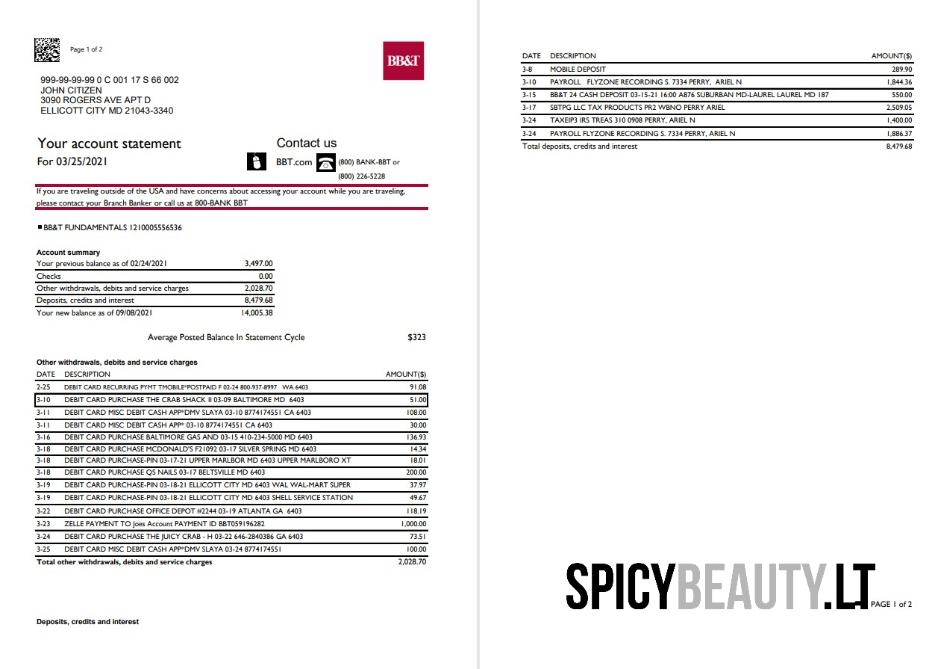 Page 1 of 2
BB&T
999-99-99-99 0 C 001 17 S 66 002
JOHN CITIZEN
3090 ROGERS AVE APT D
ELLICOTT CITY MD 21043-3340
Your account statement
For 03/25/2021
Contact us
BBT.com (800) BANK-BBT or
(800) 226-5228
If you are traveling outside of the USA and have concerns about accessing your account while you are traveling,
please contact your Branch Banker or call us at 800-BANK BBT
BB&T FUNDAMENTALS 1210005556536
Account summary
Your previous balance as of 02/24/2021 3,497.00
Checks 0.00
Other withdrawals, debits and service charges 2,028.70
Deposits, credits and interest 8,479.68
Your new balance as of 09/08/2021 14,005.38
Average Posted Balance In Statement Cycle $323
Other withdrawals, debits and service charges
DATE DESCRIPTION AMOUNT($)
2-25 DEBIT CARD RECURRING PYMT TMOBILE*POSTPAID F 02-24 800-937-8997 WA 6403 91.08
3-10 DEBIT CARD PURCHASE THE CRAB SHACK II 03-09 BALTIMORE MD 6403 51.00
3-11 DEBIT CARD MISC DEBIT CASH APP*DMV SLAYA 03-10 8774174551 CA 6403 108.00
3-11 DEBIT CARD MISC DEBIT CASH APP* 03-10 8774174551 CA 6403 30.00
3-16 DEBIT CARD PURCHASE BALTIMORE GAS AND 03-15 410-234-5000 MD 6403 136.93
3-18 DEBIT CARD PURCHASE MCDONALD'S F21092 03-17 SILVER SPRING MD 6403 14.34
3-18 DEBIT CARD PURCHASE-PIN 03-17-21 UPPER MARLBOR MD 6403 UPPER MARLBORO XT 18.01
3-18 DEBIT CARD PURCHASE QS NAILS 03-17 BELTSVILLE MD 6403 200.00
3-19 DEBIT CARD PURCHASE-PIN 03-18-21 ELLICOTT CITY MD 6403 WAL WAL-MART SUPER 37.97
3-19 DEBIT CARD PURCHASE-PIN 03-18-21 ELLICOTT CITY MD 6403 SHELL SERVICE STATION 49.67
3-22 DEBIT CARD PURCHASE OFFICE DEPOT #2244 03-19 ATLANTA GA 6403 118.19
3-23 ZELLE PAYMENT TO Joes Account PAYMENT ID BBT059196282 1,000.00
3-24 DEBIT CARD PURCHASE THE JUICY CRAB - H 03-22 646-2840386 GA 6403 73.51
3-25 DEBIT CARD MISC DEBIT CASH APP*DMV SLAYA 03-24 8774174551 100.00
Total other withdrawals, debits and service charges 2,028.70
Deposits, credits and interest
DATE DESCRIPTION AMOUNT($)
3-8 MOBILE DEPOSIT 289.90
3-10 PAYROLL FLYZONE RECORDING S. 7334 PERRY, ARIEL N 1,844.36
3-15 BB&T 24 CASH DEPOSIT 03-15-21 16:00 A876 SUBURBAN MD-LAUREL LAUREL MD 187 550.00
3-17 SBTPG LLC TAX PRODUCTS PR2 WBNO PERRY ARIEL 2,509.05
3-24 TAXEIP3 IRS TREAS 310 0908 PERRY, ARIEL N 1,400.00
3-24 PAYROLL FLYZONE RECORDING S. 7334 PERRY, ARIEL N 1,886.37
Total deposits, credits and interest 8,479.68
SPICYBEAUTY.LT
PAGE 1 of 2